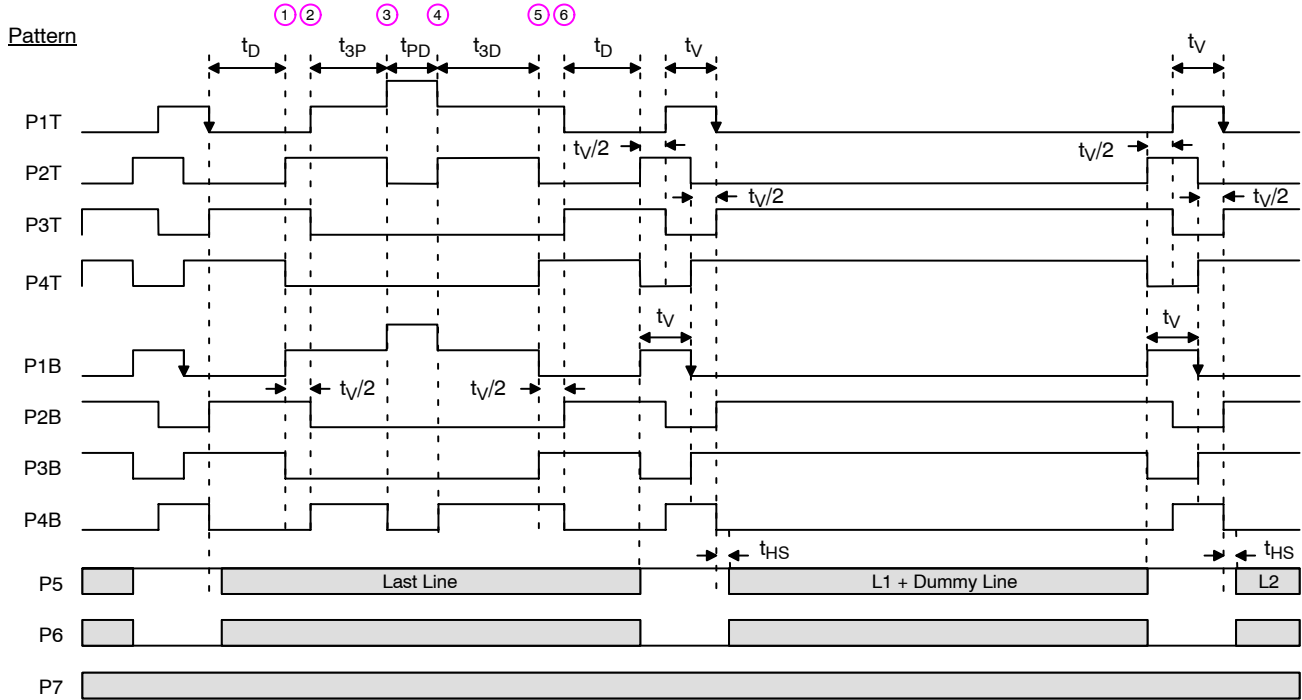 ① ② ③ ④ ⑤ ⑥
Pattern
tD t3P tPD t3D tD tV tV
P1T
tV/2 tV/2
P2T
tV/2 tV/2
P3T
P4T
tV tV
P1B
tV/2 tV/2
P2B
P3B
P4B
tHS tHS
P5 Last Line L1 + Dummy Line L2
P6
P7